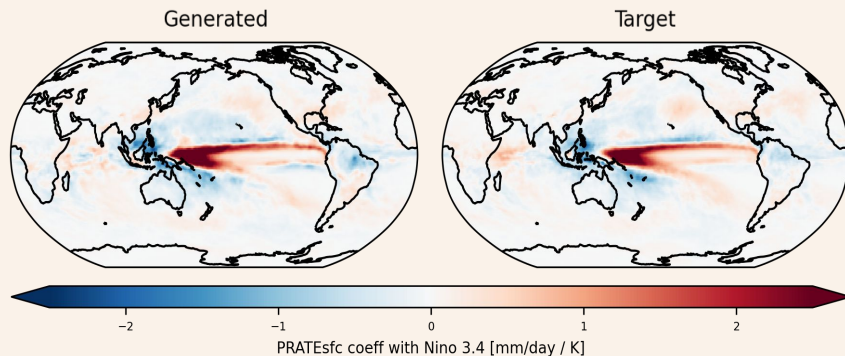 Generated Target
−2 −1 0 1 2
PRATEsfc coeff with Nino 3.4 [mm/day / K]